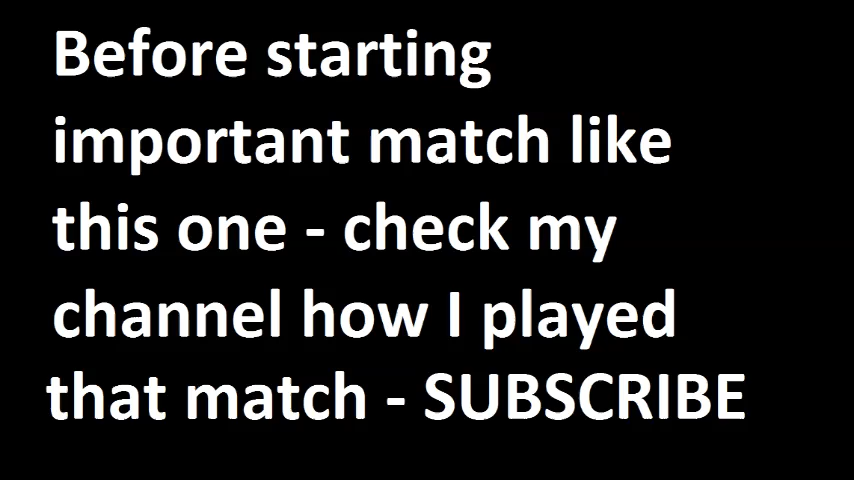 Before starting
important match like
this one - check my
channel how I played
that match - SUBSCRIBE